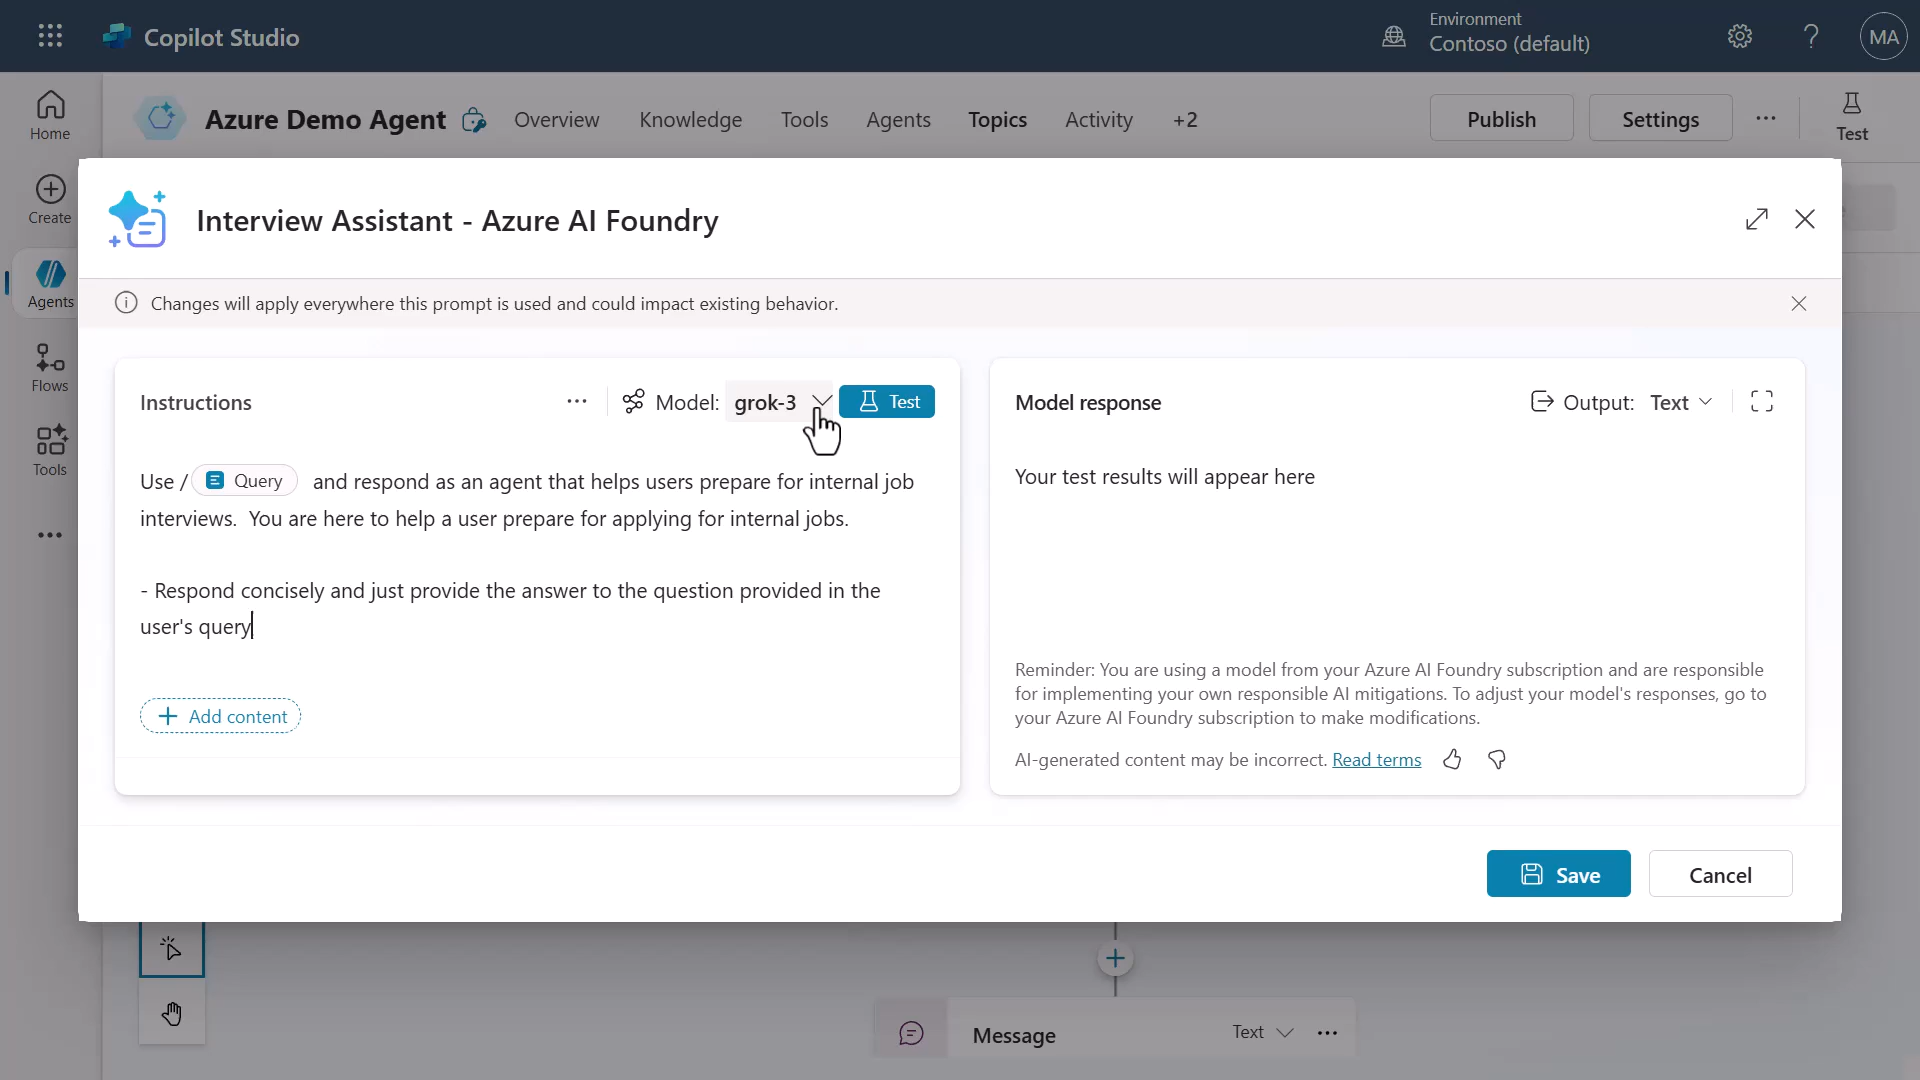 Copilot Studio
Environment
Contoso (default)
MA
Home
Create
Agents
Flows
Tools
Azure Demo Agent
Overview
Knowledge
Tools
Agents
Topics
Activity
+2
Publish
Settings
Test
Interview Assistant - Azure AI Foundry
Changes will apply everywhere this prompt is used and could impact existing behavior.
Instructions
Model: grok-3
Test
Use / Query and respond as an agent that helps users prepare for internal job
interviews. You are here to help a user prepare for applying for internal jobs.
- Respond concisely and just provide the answer to the question provided in the
user's query
Add content
Model response
Output: Text
Your test results will appear here
Reminder: You are using a model from your Azure AI Foundry subscription and are responsible
for implementing your own responsible AI mitigations. To adjust your model's responses, go to
your Azure AI Foundry subscription to make modifications.
AI-generated content may be incorrect. Read terms
Save
Cancel
Message
Text